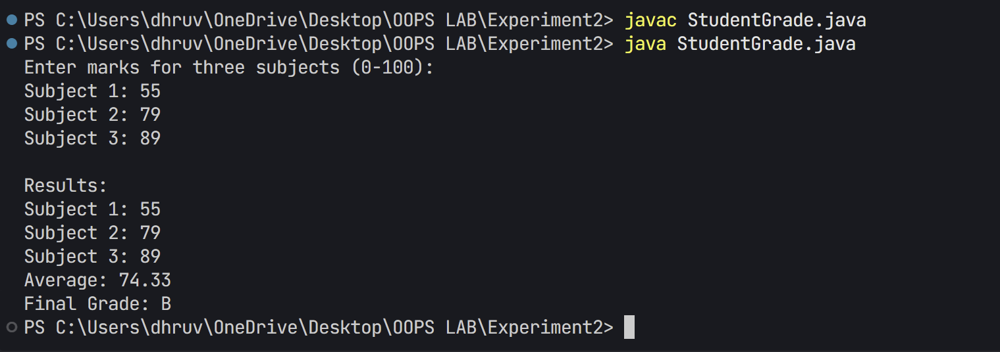 PS C:\Users\dhruv\OneDrive\Desktop\OOPS LAB\Experiment2> javac StudentGrade.java
PS C:\Users\dhruv\OneDrive\Desktop\OOPS LAB\Experiment2> java StudentGrade.java
Enter marks for three subjects (0-100):
Subject 1: 55
Subject 2: 79
Subject 3: 89
Results:
Subject 1: 55
Subject 2: 79
Subject 3: 89
Average: 74.33
Final Grade: B
PS C:\Users\dhruv\OneDrive\Desktop\OOPS LAB\Experiment2>